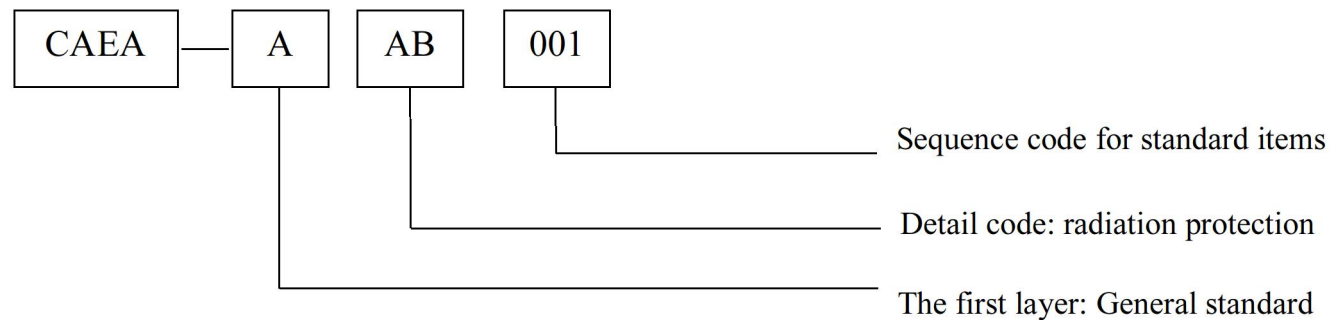 CAEA — A AB 001
Sequence code for standard items
Detail code: radiation protection
The first layer: General standard